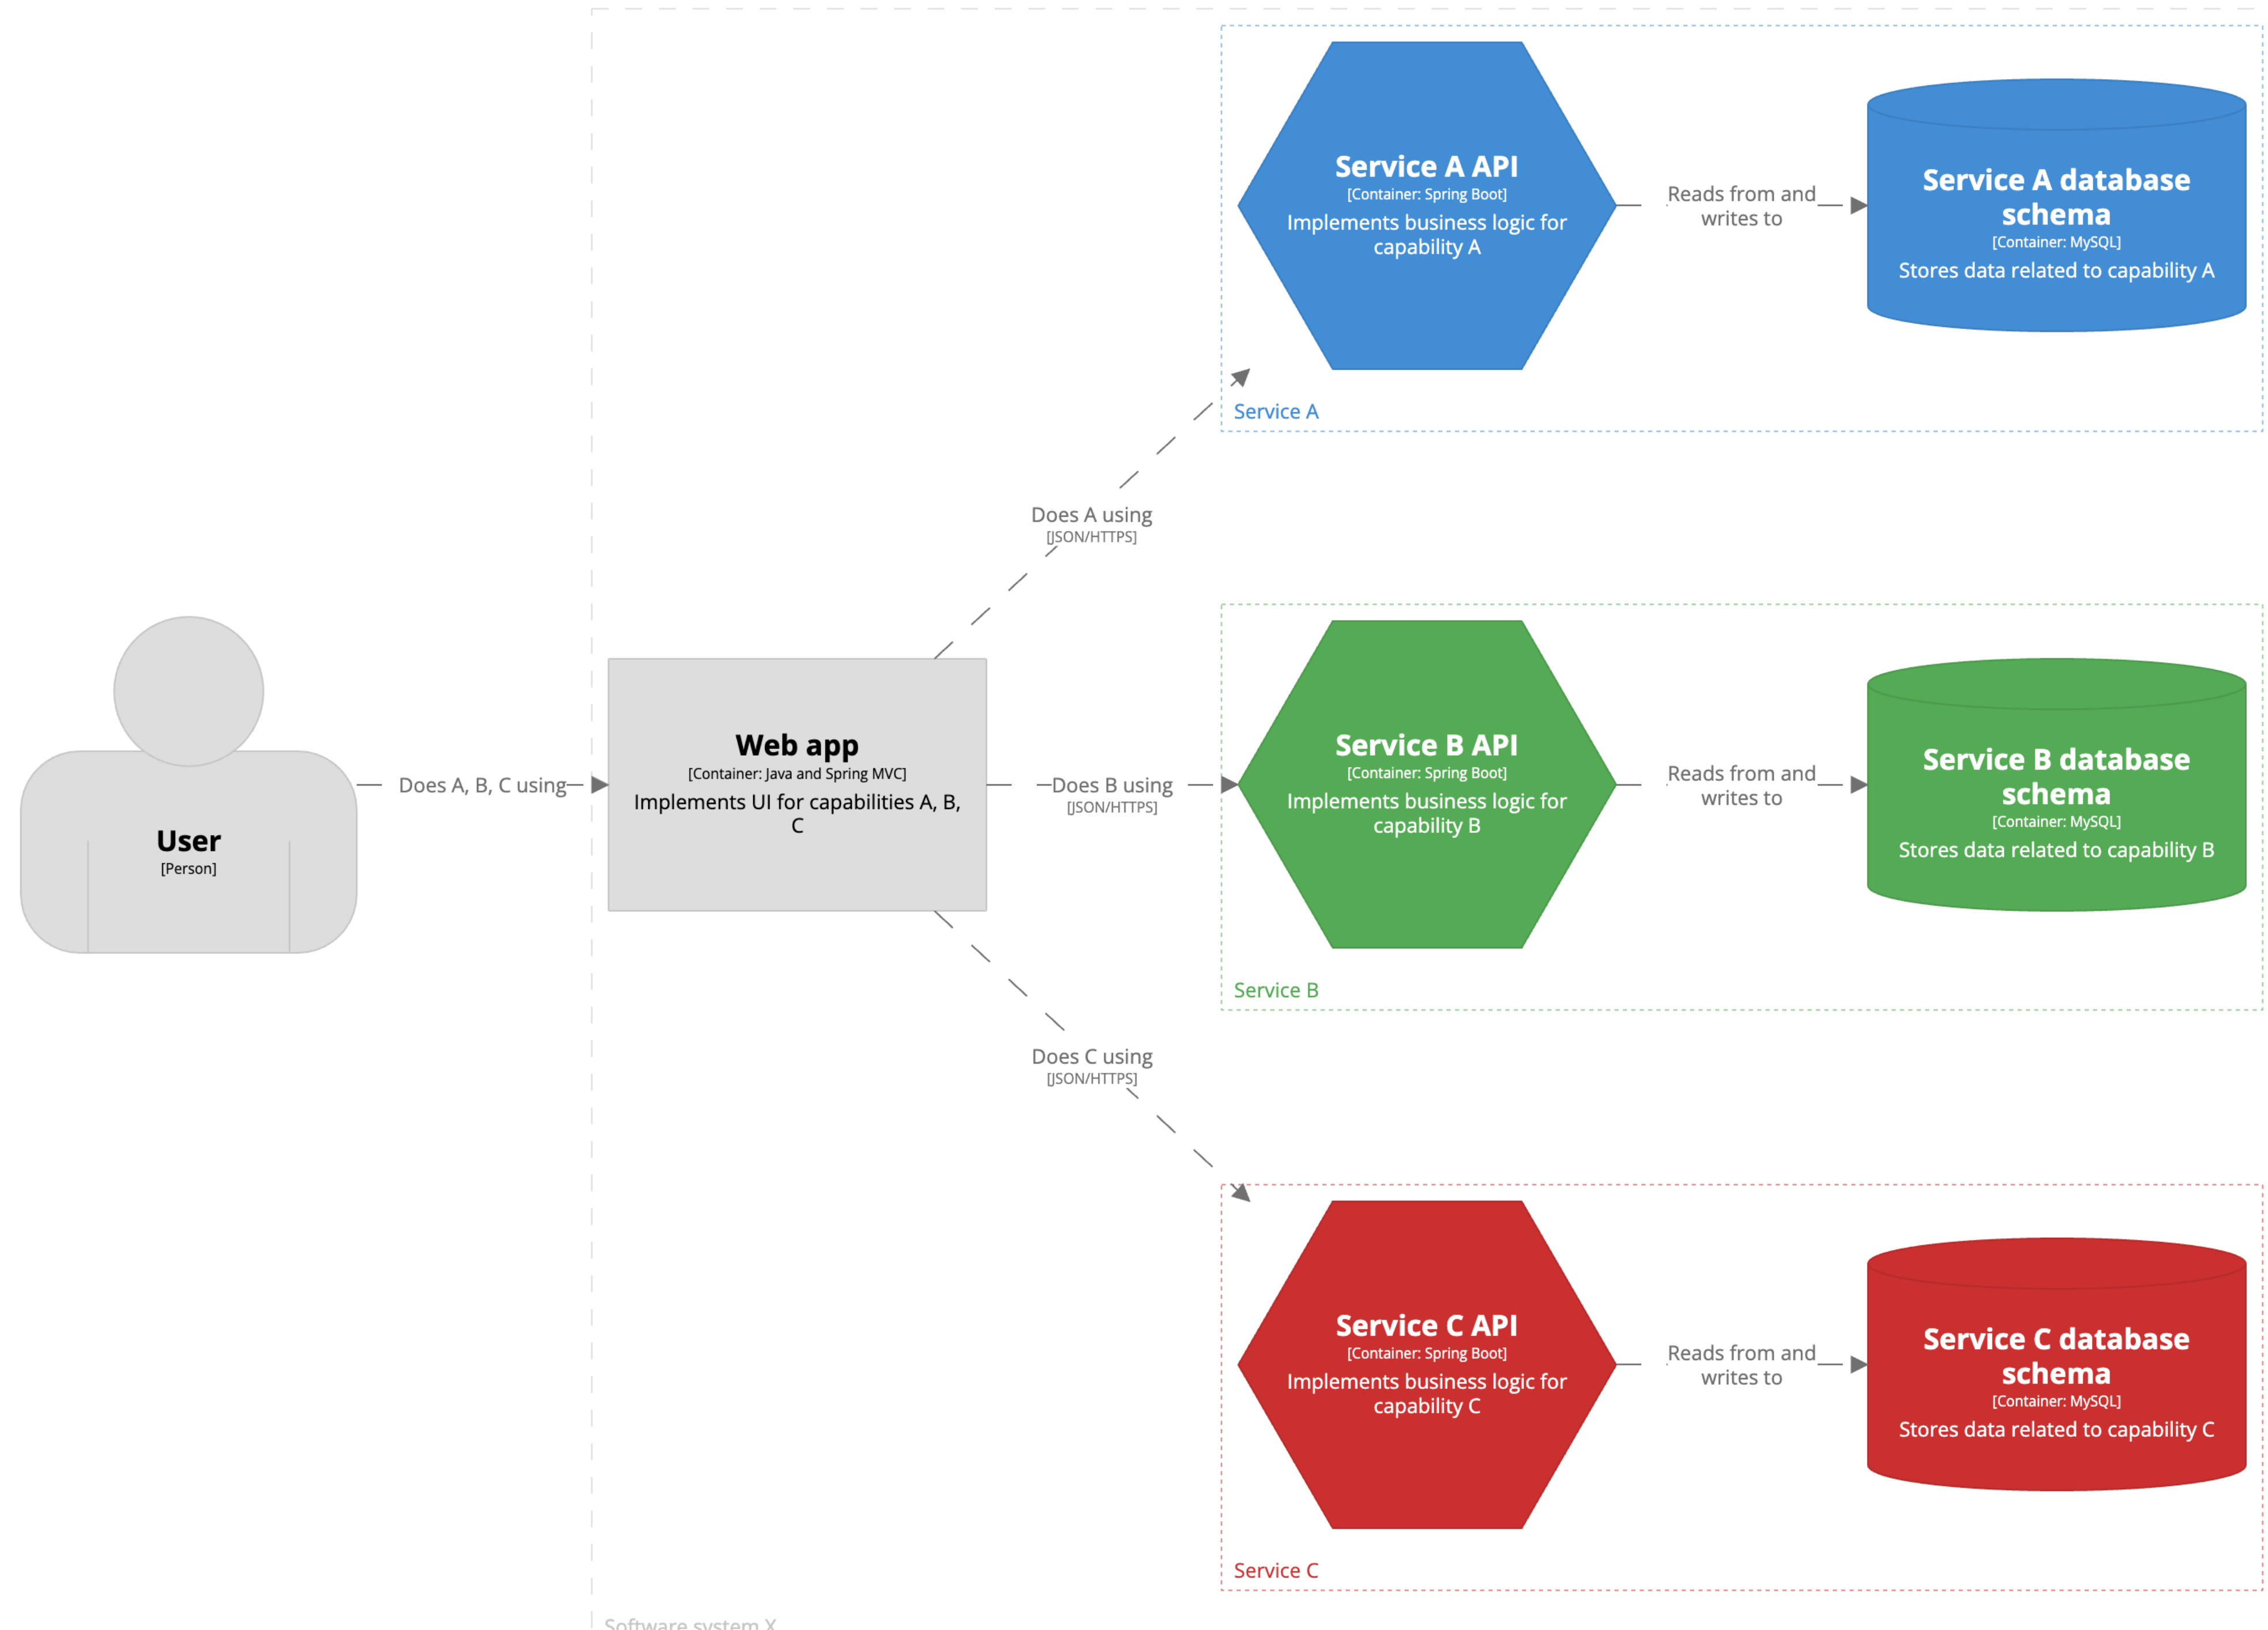 Service A API
[Container: Spring Boot]
Implements business logic for
capability A
Reads from and
writes to
Service A database
schema
[Container: MySQL]
Stores data related to capability A
Service A
Does A using
[JSON/HTTPS]
User
[Person]
Does A, B, C using
Web app
[Container: Java and Spring MVC]
Implements UI for capabilities A, B,
C
Does B using
[JSON/HTTPS]
Service B API
[Container: Spring Boot]
Implements business logic for
capability B
Reads from and
writes to
Service B database
schema
[Container: MySQL]
Stores data related to capability B
Service B
Does C using
[JSON/HTTPS]
Service C API
[Container: Spring Boot]
Implements business logic for
capability C
Reads from and
writes to
Service C database
schema
[Container: MySQL]
Stores data related to capability C
Service C
Software system X